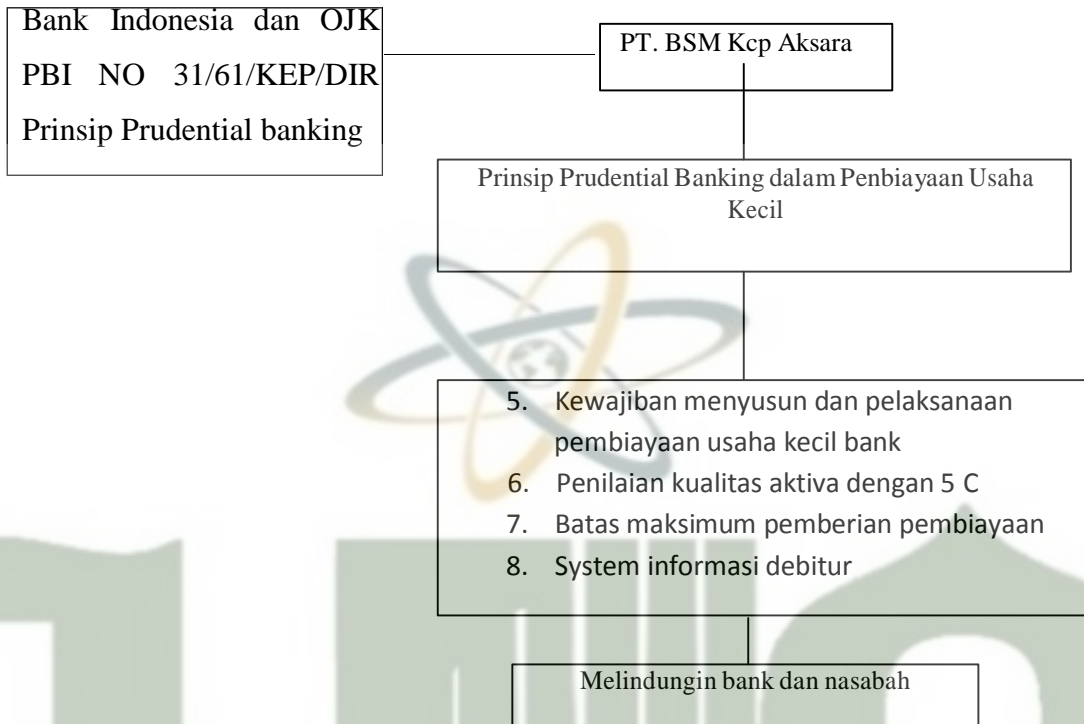 Bank Indonesia dan OJK
PBI NO 31/61/KEP/DIR
Prinsip Prudential banking
PT. BSM Kcp Aksara
Prinsip Prudential Banking dalam Penbiayaan Usaha
Kecil
5. Kewajiban menyusun dan pelaksanaan
pembiayaan usaha kecil bank
6. Penilaian kualitas aktiva dengan 5 C
7. Batas maksimum pemberian pembiayaan
8. System informasi debitur
Melindungin bank dan nasabah